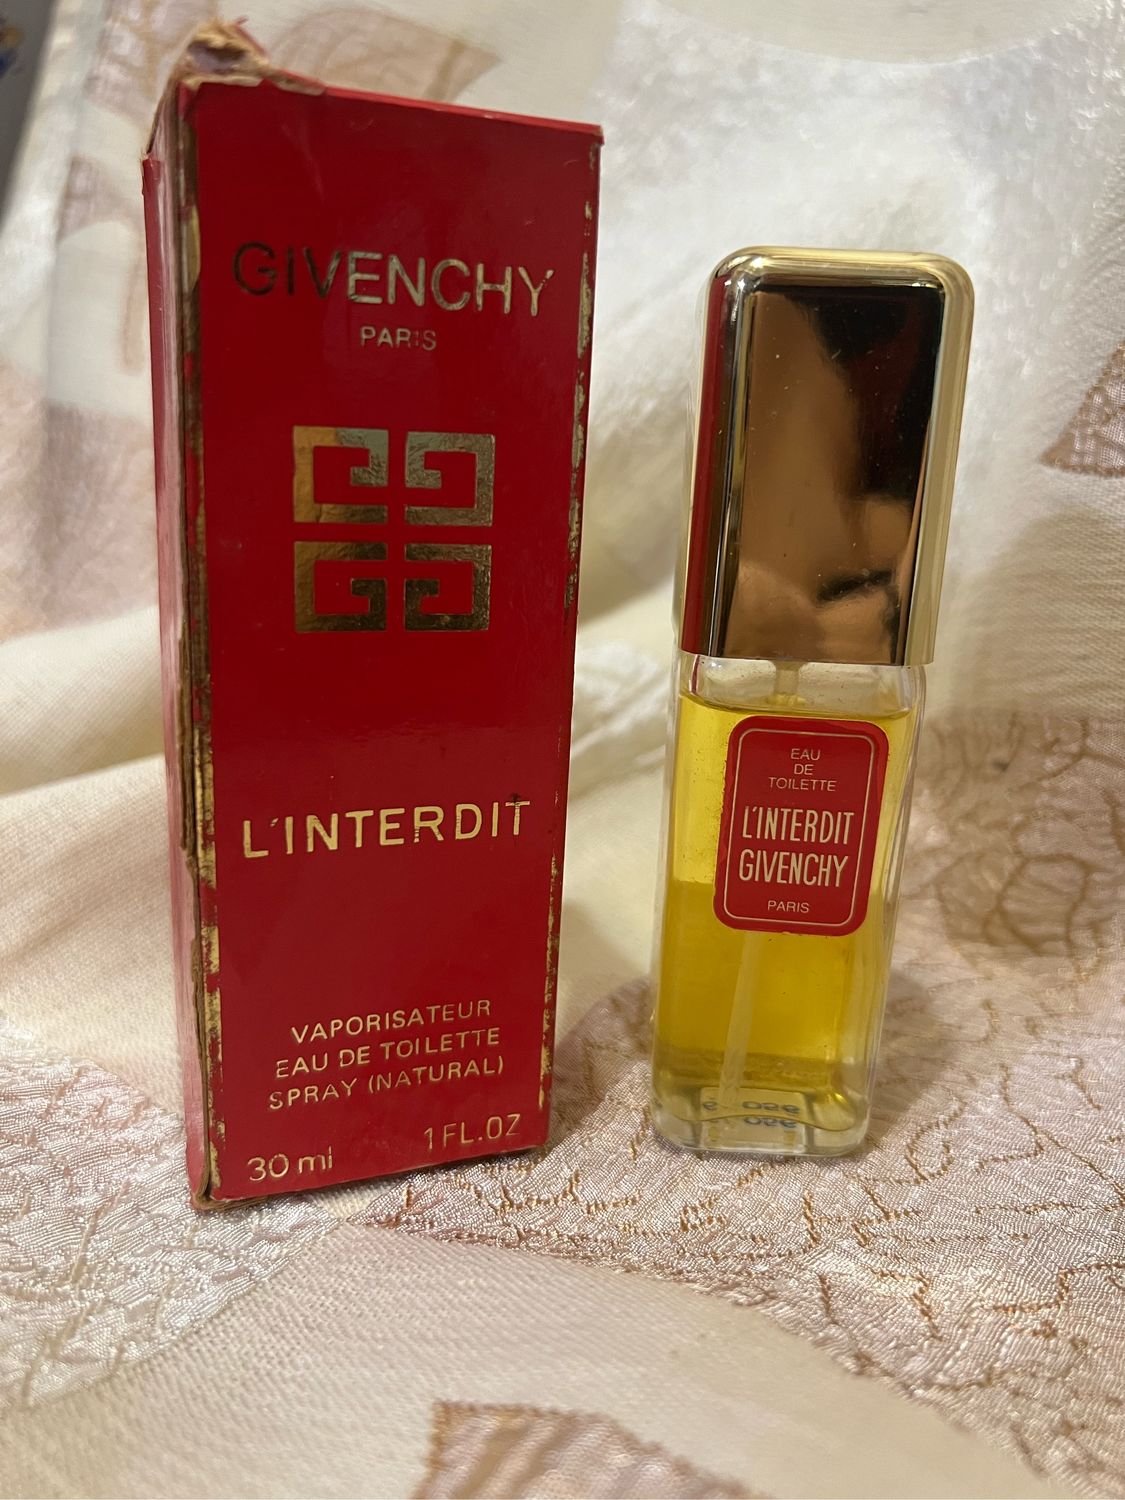 GIVENCHY
PARIS
L'INTERDIT
VAPORISATEUR
EAU DE TOILETTE
SPRAY (NATURAL)
30 ml 1 FL.OZ
EAU
DE
TOILETTE
L'INTERDIT
GIVENCHY
PARIS